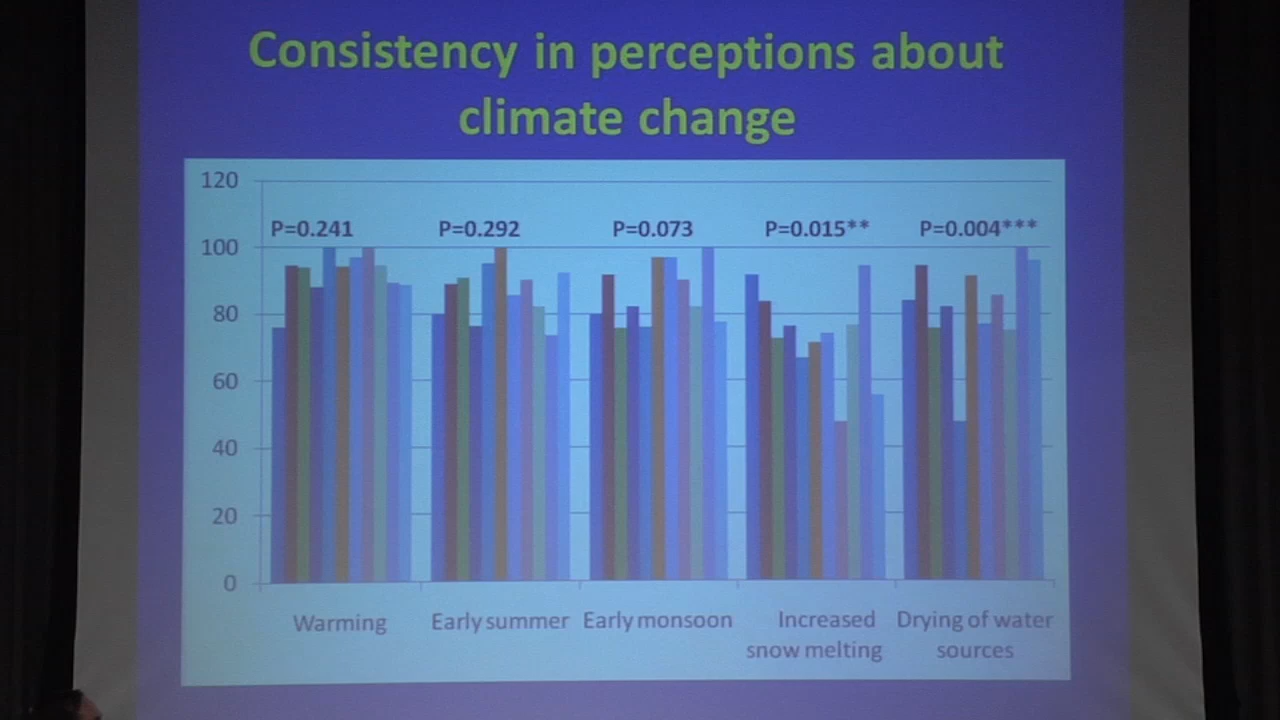 Consistency in perceptions about
climate change
120
P=0.241 P=0.292 P=0.073 P=0.015** P=0.004***
100
80
60
40
20
0
Warming Early summer Early monsoon Increased Drying of water
snow melting sources